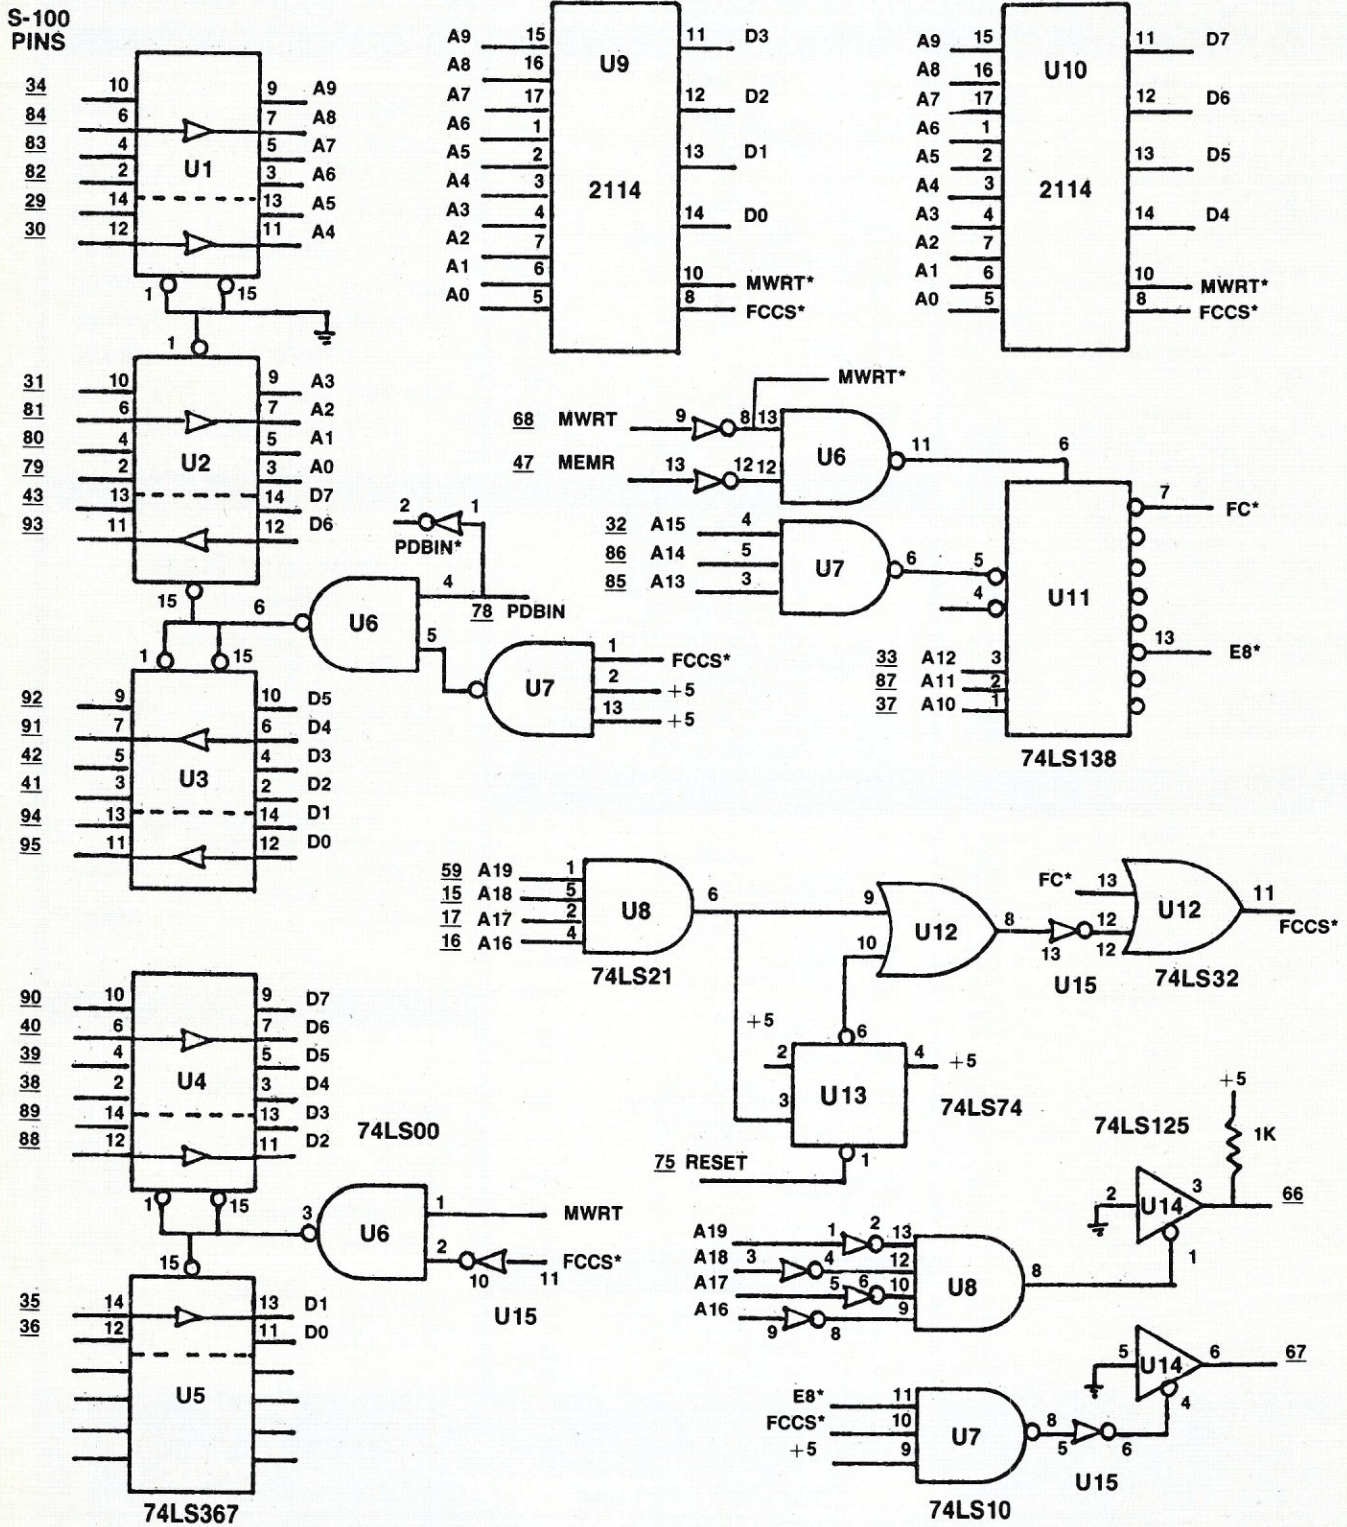 S-100
PINS
34 10 9 A9
84 6 7 A8
83 4 5 A7
82 2 U1 3 A6
29 14 13 A5
30 12 11 A4
1 15
1
31 10 9 A3
81 6 7 A2
80 4 5 A1
79 2 U2 3 A0
43 13 14 D7
93 11 12 D6
15
1 15
92 9 10 D5
91 7 6 D4
42 5 4 D3
41 3 U3 2 D2
94 13 14 D1
95 11 12 D0
6 U6 4 5
2 1
PDBIN*
78 PDBIN
U7
1 FCCS*
2 +5
13 +5
90 10 9 D7
40 6 7 D6
39 4 5 D5
38 2 U4 3 D4
89 14 13 D3
88 12 11 D2
1 15
15
74LS00
3 U6 1 MWRT
2 10 11 FCCS*
U15
35 14 13 D1
36 12 11 D0
U5
74LS367
A9 15 U9 11 D3
A8 16
A7 17 12 D2
A6 1
A5 2 13 D1
A4 3 2114
A3 4 14 D0
A2 7
A1 6 10 MWRT*
A0 5 8 FCCS*
A9 15 U10 11 D7
A8 16
A7 17 12 D6
A6 1
A5 2 13 D5
A4 3 2114
A3 4 14 D4
A2 7
A1 6 10 MWRT*
A0 5 8 FCCS*
MWRT*
68 MWRT 9 8 13
47 MEMR 13 12 12
U6 11 6
32 A15 4
86 A14 5
85 A13 3
U7 6 5
4
U11
7 FC*
13 E8*
33 A12 3
87 A11 2
37 A10 1
74LS138
59 A19 1
15 A18 5
17 A17 2
16 A16 4
U8 6
74LS21
9
10
U12 8
13 12
U15
FC* 13
12
U12 11
FCCS*
74LS32
+5
2 6 4 +5
3 U13
1
74LS74
75 RESET
+5
1K
74LS125
2 U14 3 66
1
A19 1 2 13
A18 3 4 12
A17 5 6 10
A16 9 8 9
U8 8
5 U14 6 67
4
E8* 11
FCCS* 10
+5 9
U7 8
5 6
U15
74LS10